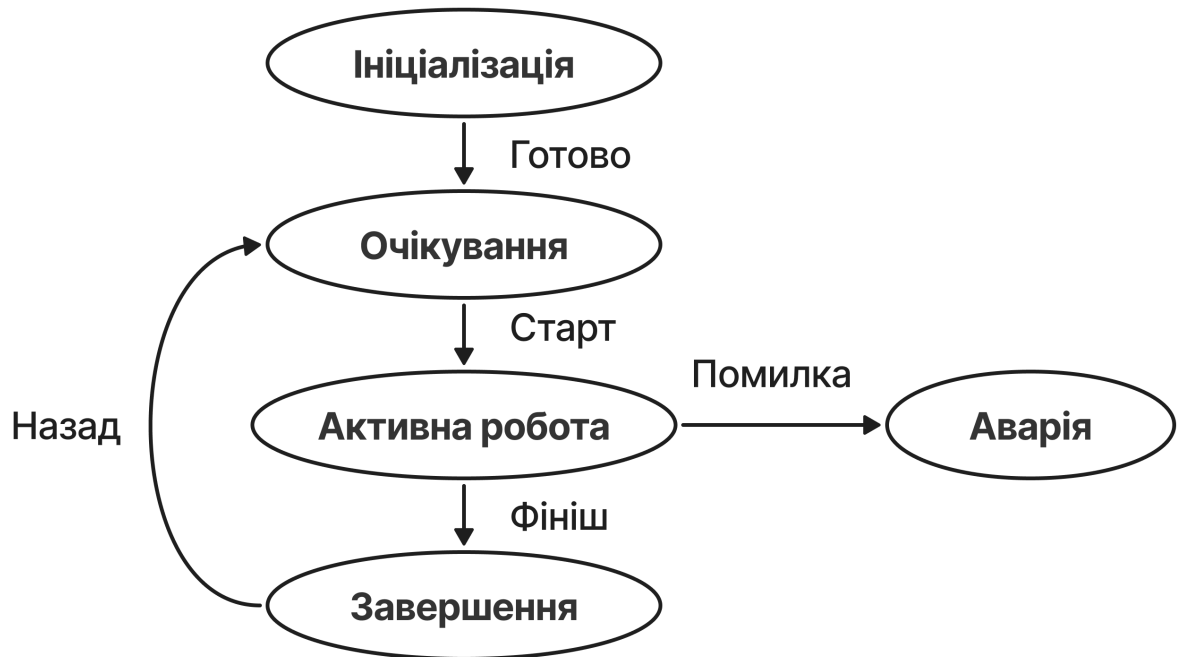 Ініціалізація
Готово
Очікування
Старт
Помилка
Назад
Активна робота
Аварія
Фініш
Завершення